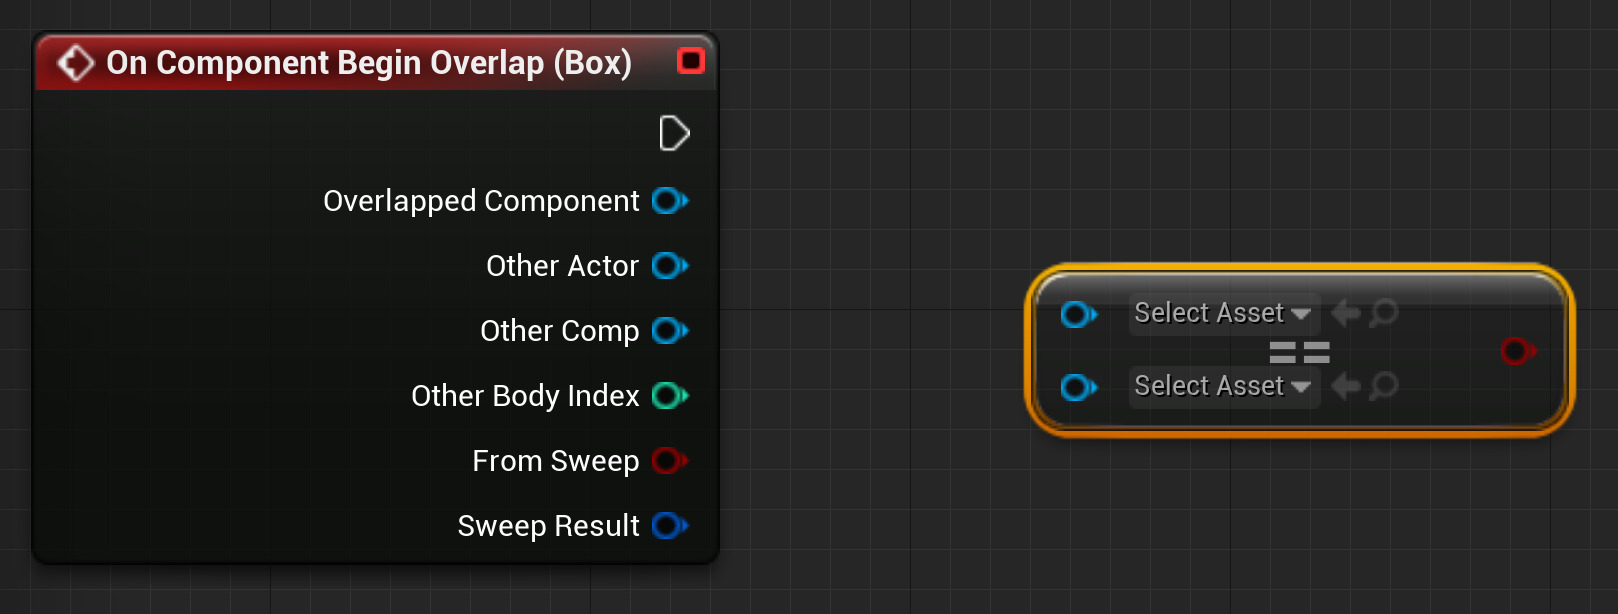 On Component Begin Overlap (Box)
Overlapped Component
Other Actor
Other Comp
Other Body Index
From Sweep
Sweep Result
Select Asset
==
Select Asset